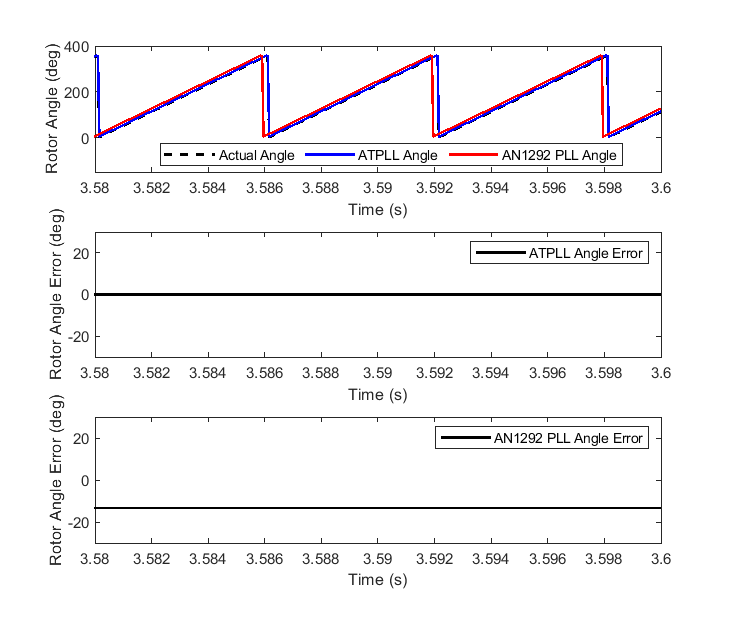 Rotor Angle (deg)
400
200
0
Actual Angle ATPLL Angle AN1292 PLL Angle
3.58 3.582 3.584 3.586 3.588 3.59 3.592 3.594 3.596 3.598 3.6
Time (s)
Rotor Angle Error (deg)
20
0
-20
ATPLL Angle Error
3.58 3.582 3.584 3.586 3.588 3.59 3.592 3.594 3.596 3.598 3.6
Time (s)
Rotor Angle Error (deg)
20
0
-20
AN1292 PLL Angle Error
3.58 3.582 3.584 3.586 3.588 3.59 3.592 3.594 3.596 3.598 3.6
Time (s)